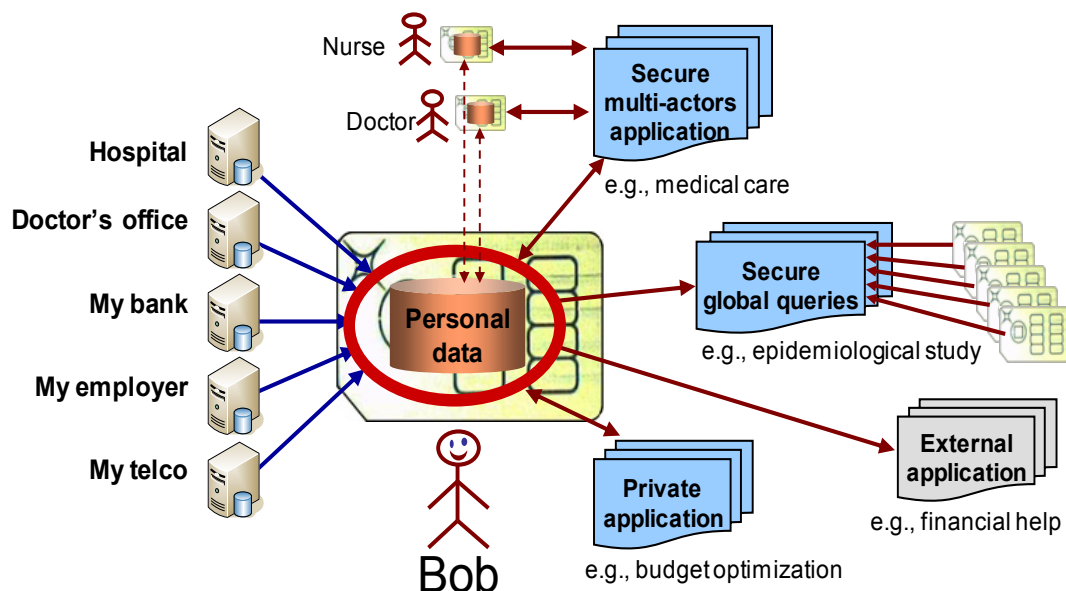 Nurse
Doctor
Secure
multi-actors
application
e.g., medical care
Hospital
Doctor's office
My bank
My employer
My telco
Personal
data
Secure
global queries
e.g., epidemiological study
External
application
e.g., financial help
Private
application
e.g., budget optimization
Bob